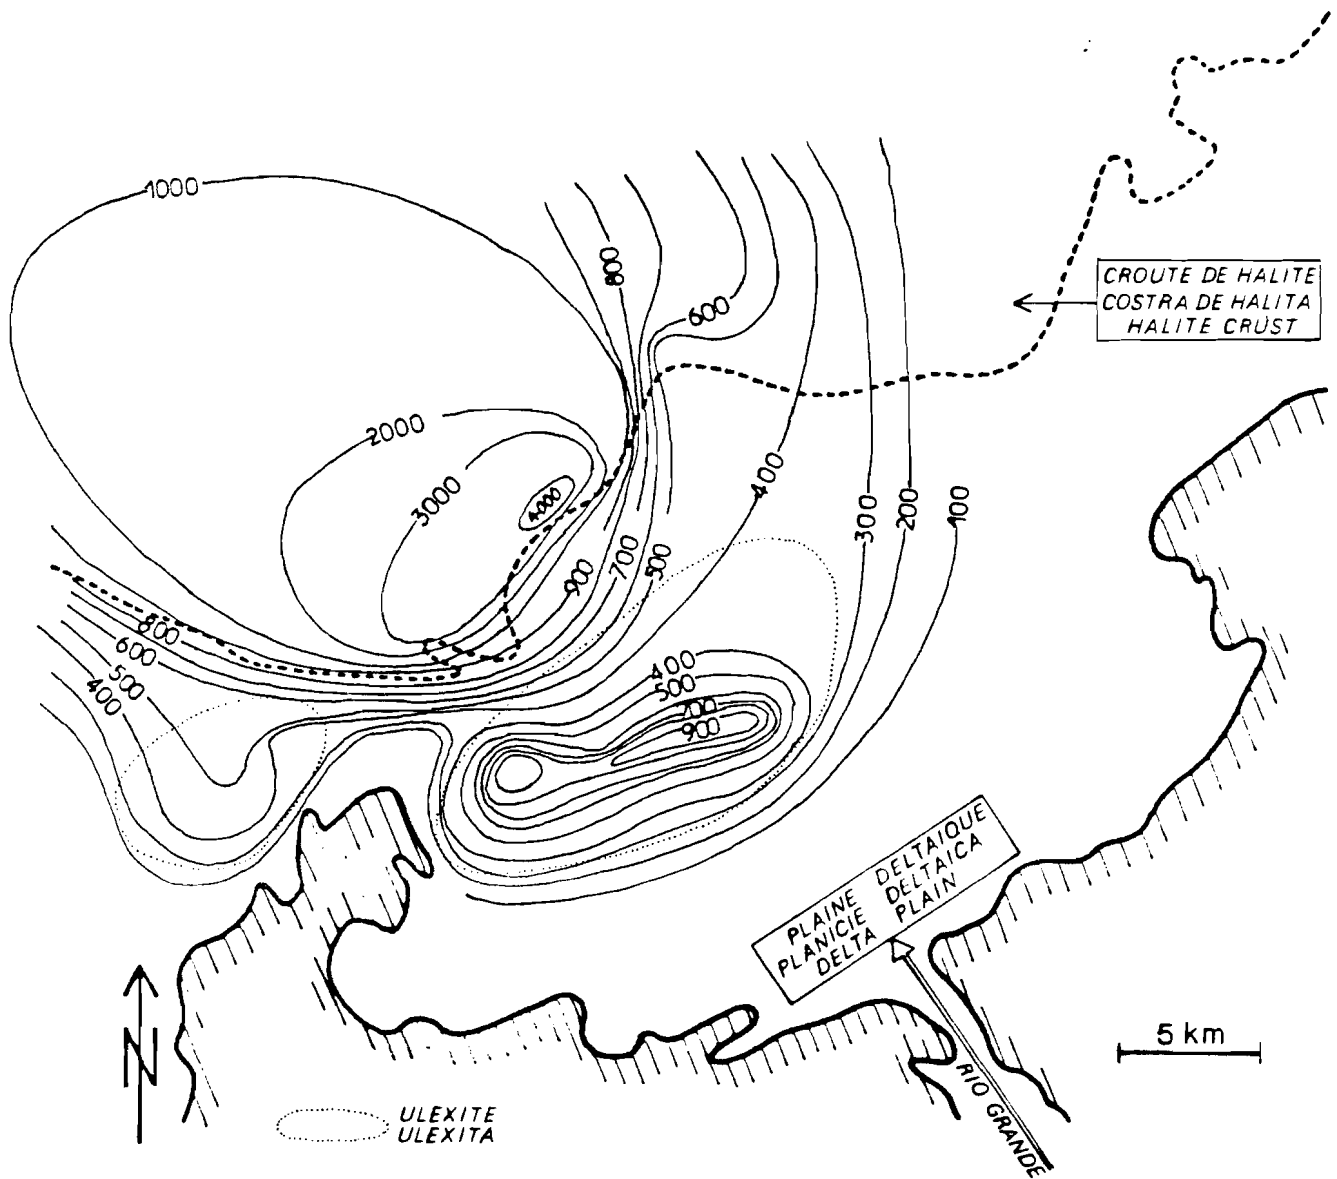 1000
800
600
CROUTE DE HALITE
COSTRA DE HALITA
HALITE CRUST
2000
3000
4000
400
300
200
100
900
700
500
800
600
500
400
400
500
700
900
PLAINE DELTAIQUE
PLANICIE DELTAICA
DELTA PLAIN
N
5 km
RIO GRANDE
ULEXITE
ULEXITA